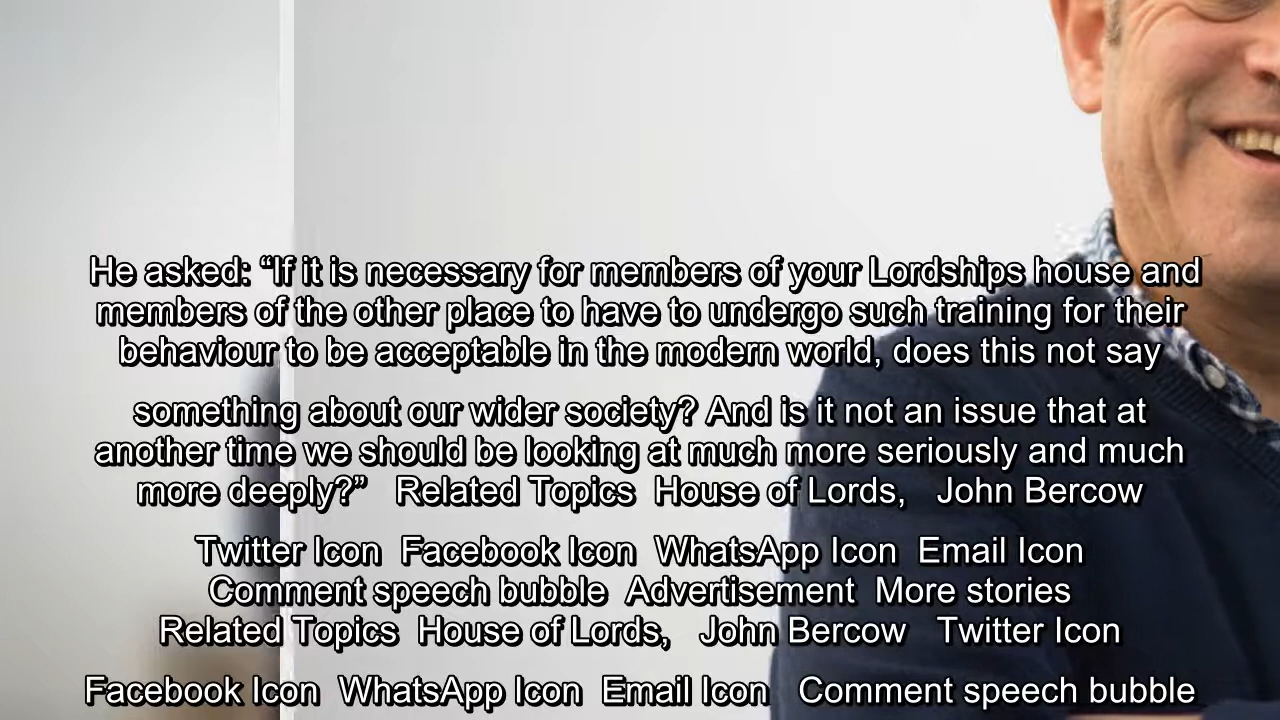 He asked: “If it is necessary for members of your Lordships house and
members of the other place to have to undergo such training for their
behaviour to be acceptable in the modern world, does this not say
something about our wider society? And is it not an issue that at
another time we should be looking at much more seriously and much
more deeply?” Related Topics House of Lords, John Bercow
Twitter Icon Facebook Icon WhatsApp Icon Email Icon
Comment speech bubble Advertisement More stories
Related Topics House of Lords, John Bercow Twitter Icon
Facebook Icon WhatsApp Icon Email Icon Comment speech bubble